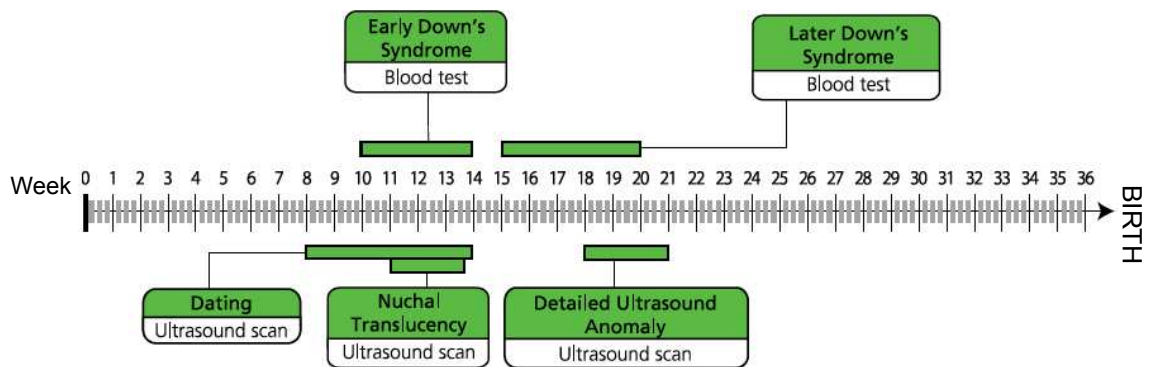 Early Down's
Syndrome
Blood test
Later Down's
Syndrome
Blood test
Week 0 1 2 3 4 5 6 7 8 9 10 11 12 13 14 15 16 17 18 19 20 21 22 23 24 25 26 27 28 29 30 31 32 33 34 35 36
BIRTH
Dating
Ultrasound scan
Nuchal
Translucency
Ultrasound scan
Detailed Ultrasound
Anomaly
Ultrasound scan